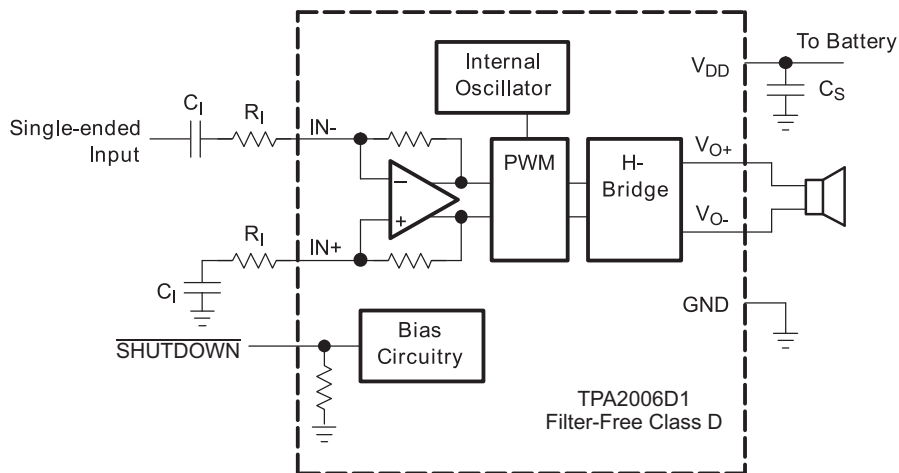 To Battery
Internal
Oscillator
V_DD
C_S
C_I
R_I
IN-
Single-ended
Input
−
+
PWM
H-
Bridge
V_O+
V_O-
R_I
IN+
C_I
GND
SHUTDOWN
Bias
Circuitry
TPA2006D1
Filter-Free Class D